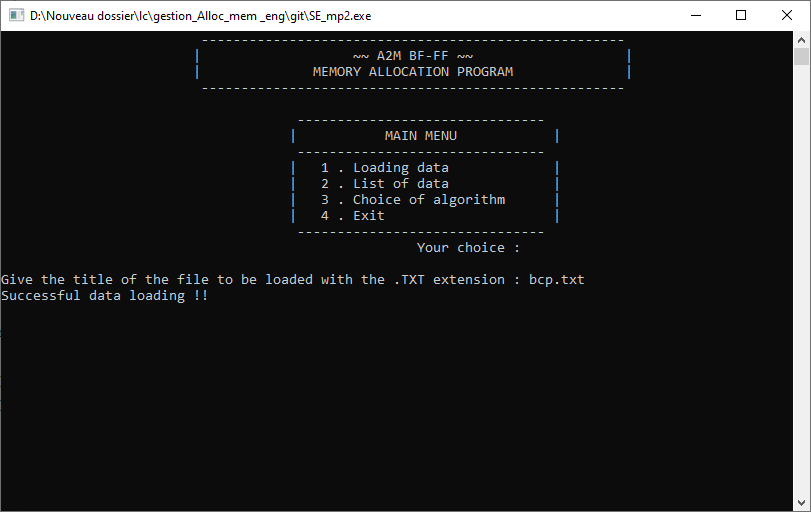 D:\Nouveau dossier\lc\gestion_Alloc_mem _eng\git\SE_mp2.exe
~~ A2M BF-FF ~~
MEMORY ALLOCATION PROGRAM
MAIN MENU
1 . Loading data
2 . List of data
3 . Choice of algorithm
4 . Exit
Your choice :
Give the title of the file to be loaded with the .TXT extension : bcp.txt
Successful data loading !!